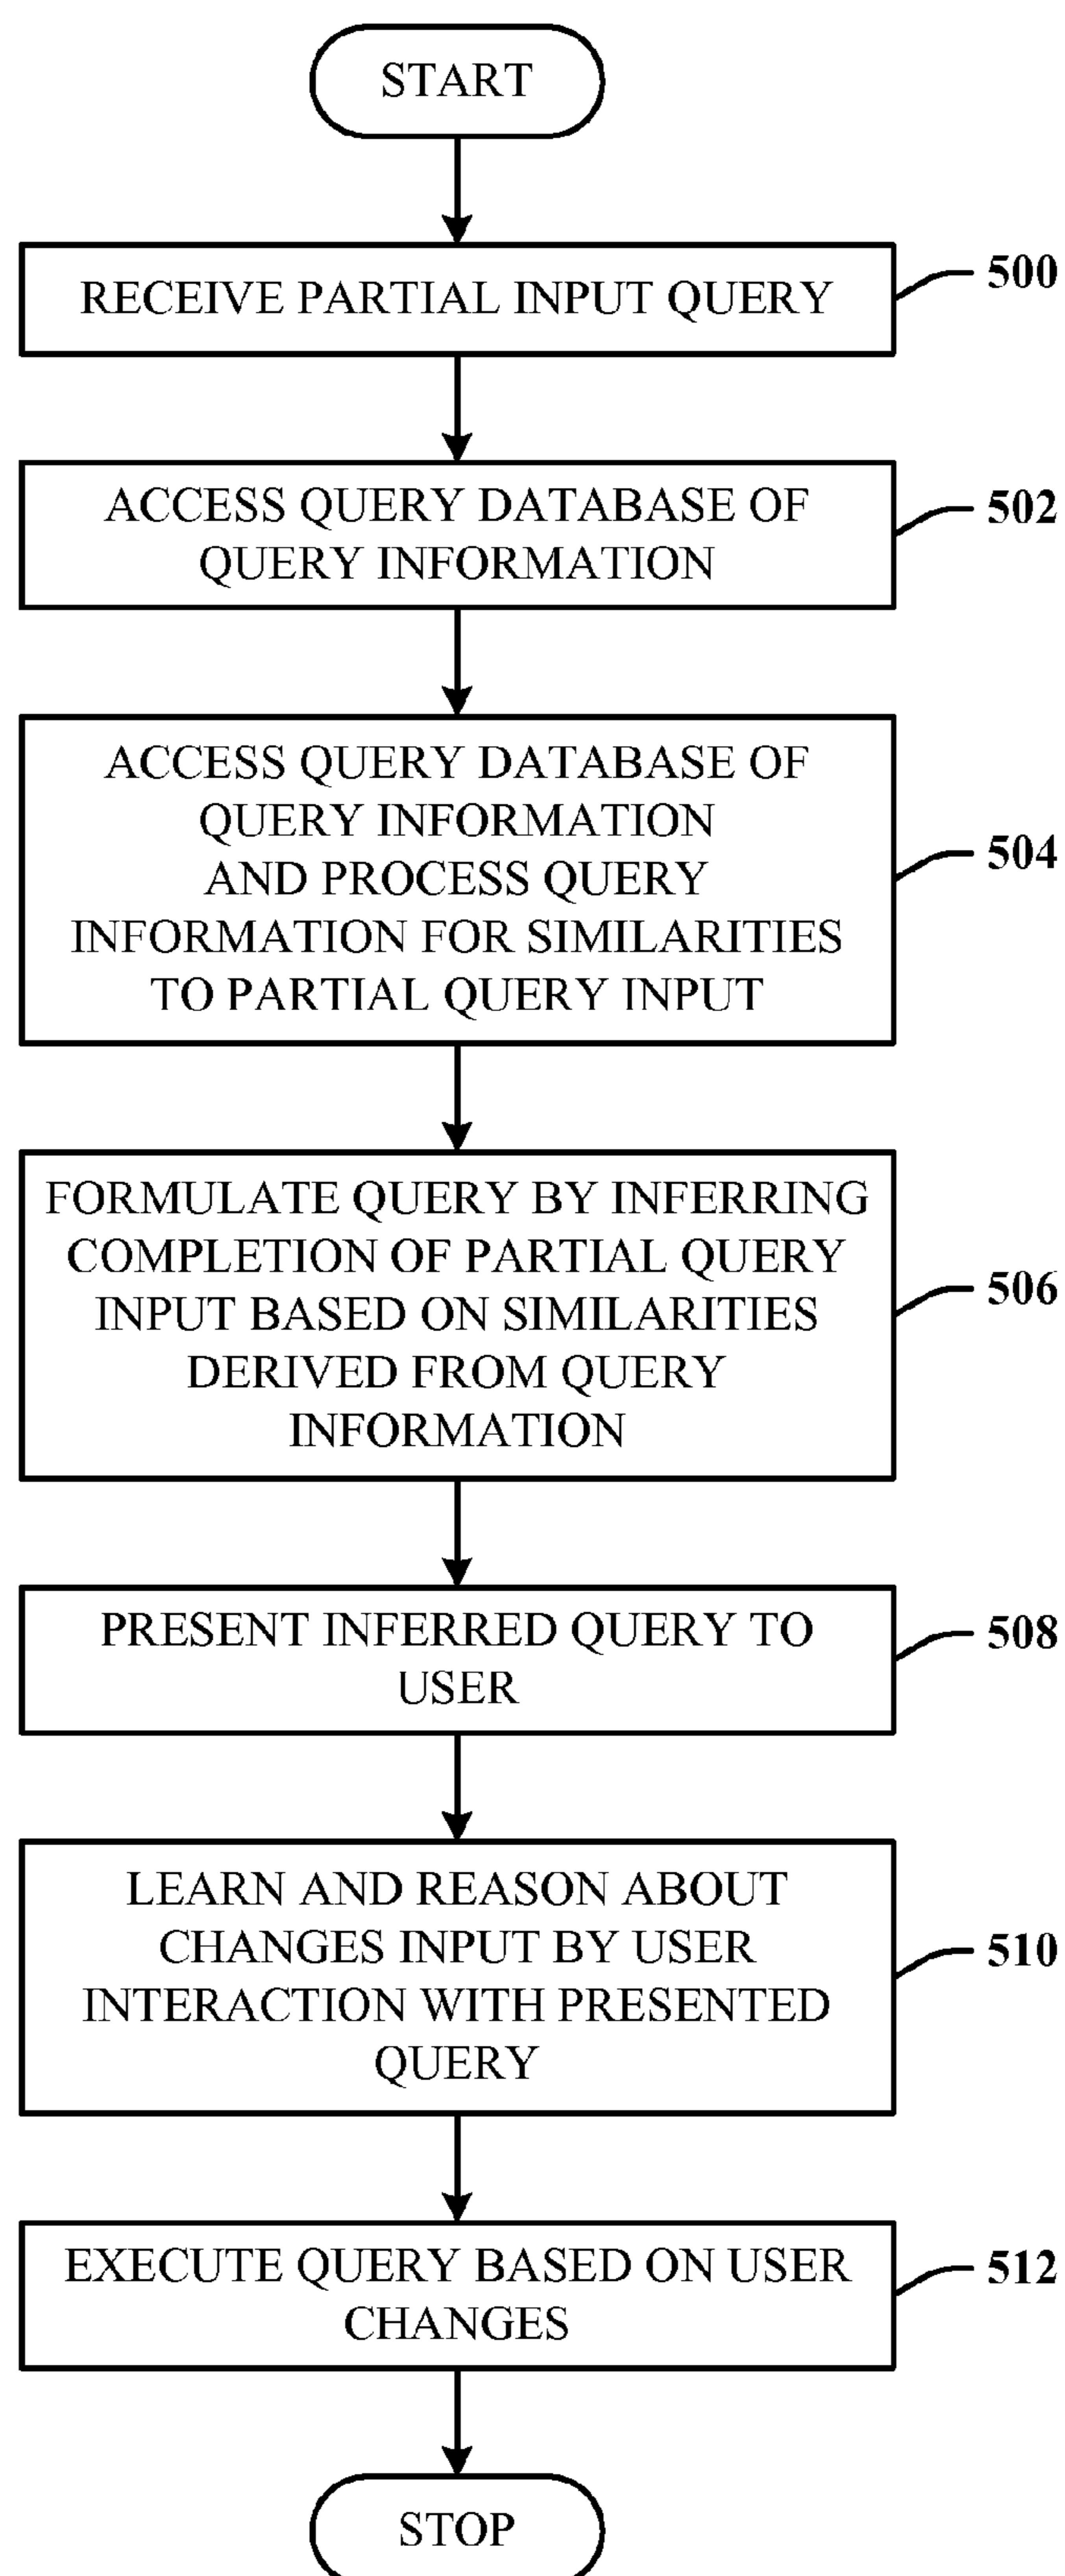 START
RECEIVE PARTIAL INPUT QUERY
500
ACCESS QUERY DATABASE OF
QUERY INFORMATION
502
ACCESS QUERY DATABASE OF
QUERY INFORMATION
AND PROCESS QUERY
INFORMATION FOR SIMILARITIES
TO PARTIAL QUERY INPUT
504
FORMULATE QUERY BY INFERRING
COMPLETION OF PARTIAL QUERY
INPUT BASED ON SIMILARITIES
DERIVED FROM QUERY
INFORMATION
506
PRESENT INFERRED QUERY TO
USER
508
LEARN AND REASON ABOUT
CHANGES INPUT BY USER
INTERACTION WITH PRESENTED
QUERY
510
EXECUTE QUERY BASED ON USER
CHANGES
512
STOP